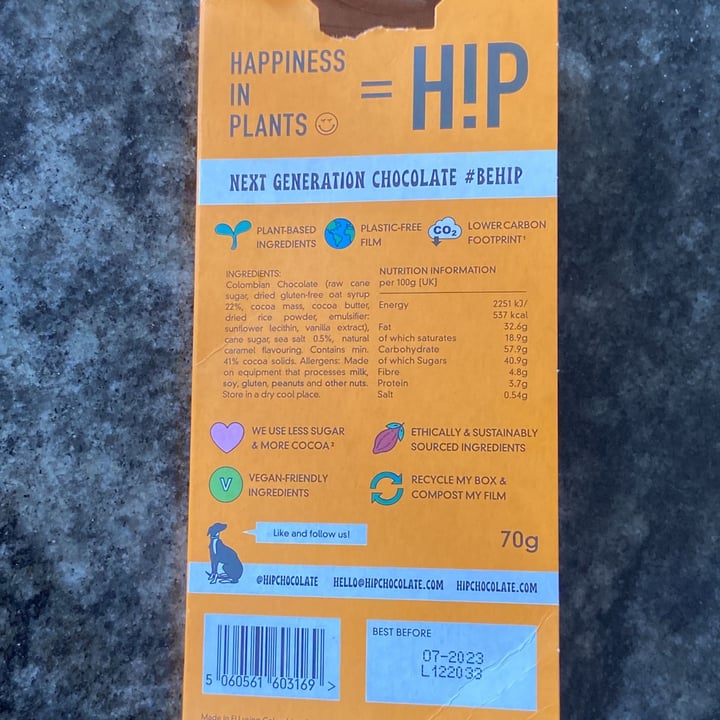 HAPPINESS
IN
PLANTS
= H!P
NEXT GENERATION CHOCOLATE #BEHIP
PLANT-BASED
INGREDIENTS
PLASTIC-FREE
FILM
CO₂
LOWER CARBON
FOOTPRINT¹
INGREDIENTS:
Colombian Chocolate (raw cane
sugar, dried gluten-free oat syrup
22%, cocoa mass, cocoa butter,
dried rice powder, emulsifier:
sunflower lecithin, vanilla extract),
cane sugar, sea salt 0.5%, natural
caramel flavouring. Contains min.
41% cocoa solids. Allergens: Made
on equipment that processes milk,
soy, gluten, peanuts and other nuts.
Store in a dry cool place.
NUTRITION INFORMATION
per 100g [UK]
Energy 2251 kJ/
537 kcal
Fat 32.6g
of which saturates 18.9g
Carbohydrate 57.9g
of which Sugars 40.9g
Fibre 4.8g
Protein 3.7g
Salt 0.54g
WE USE LESS SUGAR
& MORE COCOA²
ETHICALLY & SUSTAINABLY
SOURCED INGREDIENTS
V
VEGAN-FRIENDLY
INGREDIENTS
RECYCLE MY BOX &
COMPOST MY FILM
Like and follow us!
70g
@HIPCHOCOLATE HELLO@HIPCHOCOLATE.COM HIPCHOCOLATE.COM
5 060561 603169 >
BEST BEFORE
07-2023
L122033
Made in EU using